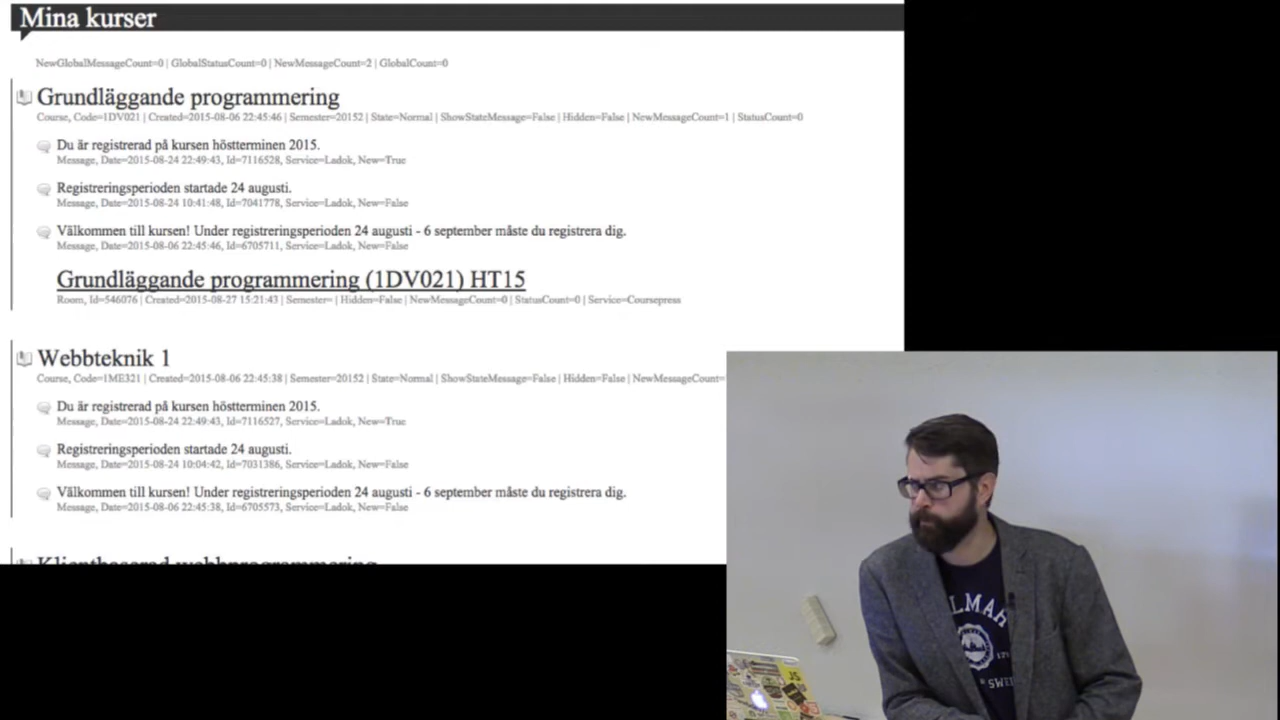 Mina kurser
NewGlobalMessageCount=0 | GlobalStatusCount=0 | NewMessageCount=2 | GlobalCount=0
Grundläggande programmering
Course, Code=1DV021 | Created=2015-08-06 22:45:46 | Semester=20152 | State=Normal | ShowStateMessage=False | Hidden=False | NewMessageCount=1 | StatusCount=0
Du är registrerad på kursen höstterminen 2015.
Message, Date=2015-08-24 22:49:43, Id=7116528, Service=Ladok, New=True
Registreringsperioden startade 24 augusti.
Message, Date=2015-08-24 10:41:48, Id=7041778, Service=Ladok, New=False
Välkommen till kursen! Under registreringsperioden 24 augusti - 6 september måste du registrera dig.
Message, Date=2015-08-06 22:45:46, Id=6705711, Service=Ladok, New=False
Grundläggande programmering (1DV021) HT15
Room, Id=546076 | Created=2015-08-27 15:21:43 | Semester= | Hidden=False | NewMessageCount=0 | StatusCount=0 | Service=Coursepress
Webbteknik 1
Course, Code=1ME321 | Created=2015-08-06 22:45:38 | Semester=20152 | State=Normal | ShowStateMessage=False | Hidden=False | NewMessageCount=
Du är registrerad på kursen höstterminen 2015.
Message, Date=2015-08-24 22:49:43, Id=7116527, Service=Ladok, New=True
Registreringsperioden startade 24 augusti.
Message, Date=2015-08-24 10:04:42, Id=7031386, Service=Ladok, New=False
Välkommen till kursen! Under registreringsperioden 24 augusti - 6 september måste du registrera dig.
Message, Date=2015-08-06 22:45:38, Id=6705573, Service=Ladok, New=False
Klientbaserad webbprogrammering
LMAR
SWE
JS